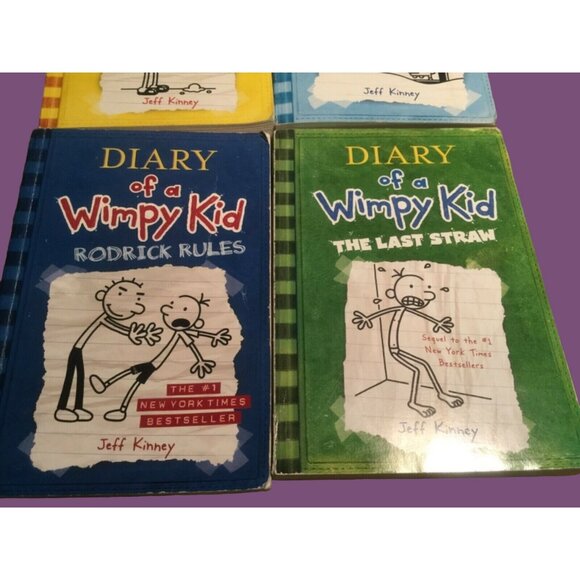 Jeff Kinney
Jeff Kinney
DIARY
of a
Wimpy Kid
RODRICK RULES
THE #1
NEW YORK TIMES
BESTSELLER
Jeff Kinney
DIARY
of a
Wimpy Kid
THE LAST STRAW
Sequel to the #1
New York Times
Bestsellers
Jeff Kinney